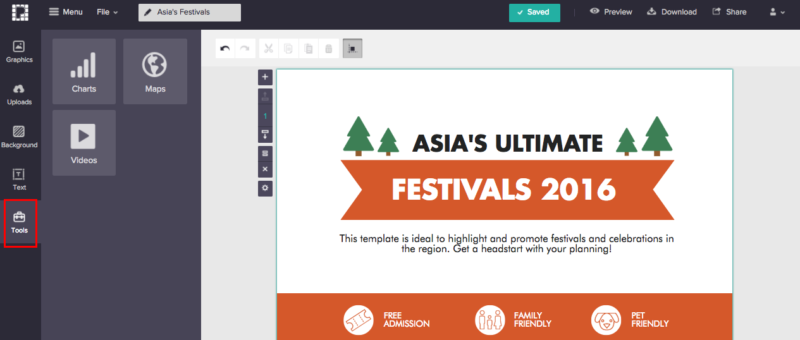 Menu
File
Asia's Festivals
Saved
Preview
Download
Share
Graphics
Uploads
Background
Text
Tools
Charts
Maps
Videos
1
ASIA'S ULTIMATE
FESTIVALS 2016
This template is ideal to highlight and promote festivals and celebrations in
the region. Get a headstart with your planning!
FREE
ADMISSION
FAMILY
FRIENDLY
PET
FRIENDLY